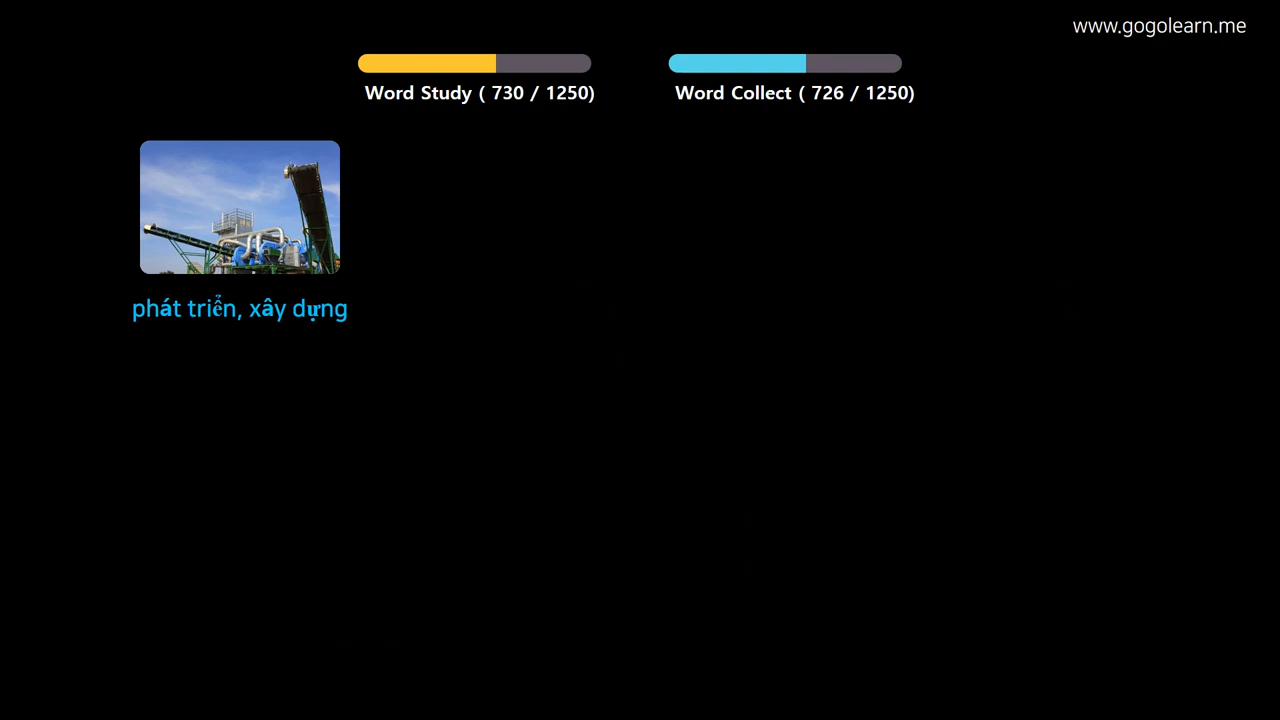 www.gogolearn.me
Word Study ( 730 / 1250)
Word Collect ( 726 / 1250)
phát triển, xây dựng